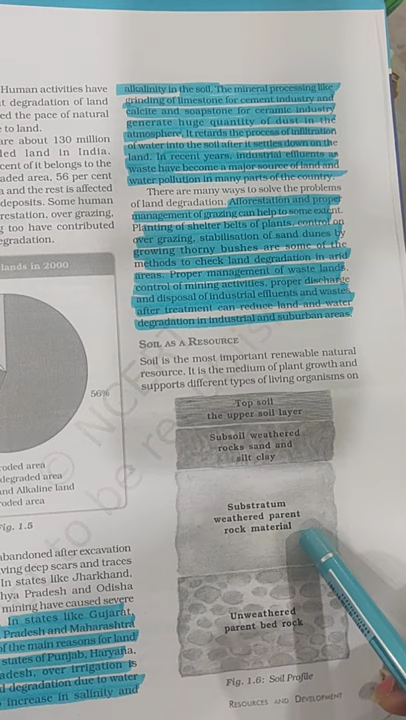 Human activities have
t degradation of land
ed the pace of natural
to land.
are about 130 million
ded land in India.
cent of it belongs to the
aded area, 56 per cent
a and the rest is affected
deposits. Some human
restation, over grazing,
g too have contributed
egradation.
lands in 2000
56%
roded area
degraded area
and Alkaline land
roded area
Fig. 1.5
abandoned after excavation
ving deep scars and traces
In states like Jharkhand,
hya Pradesh and Odisha
mining have caused severe
In states like Gujarat,
Pradesh and Maharashtra
of the main reasons for land
states of Punjab, Haryana,
adesh, over irrigation is
d degradation due to water
increase in salinity and
alkalinity in the soil. The mineral processing like
grinding of limestone for cement industry and
calcite and soapstone for ceramic industry
generate huge quantity of dust in the
atmosphere. It retards the process of infiltration
of water into the soil after it settles down on the
land. In recent years, industrial effluents as
waste have become a major source of land and
water pollution in many parts of the country.
There are many ways to solve the problems
of land degradation. Afforestation and proper
management of grazing can help to some extent.
Planting of shelter belts of plants, control on
over grazing, stabilisation of sand dunes by
growing thorny bushes are some of the
methods to check land degradation in arid
areas. Proper management of waste lands,
control of mining activities, proper discharge
and disposal of industrial effluents and wastes
after treatment can reduce land and water
degradation in industrial and suburban areas.
SOIL AS A RESOURCE
Soil is the most important renewable natural
resource. It is the medium of plant growth and
supports different types of living organisms on
Top soil
the upper soil layer
Subsoil weathered
rocks sand and
silt clay
Substratum
weathered parent
rock material
Unweathered
parent bed rock
Fig. 1.6: Soil Profile
RESOURCES AND DEVELOPMENT